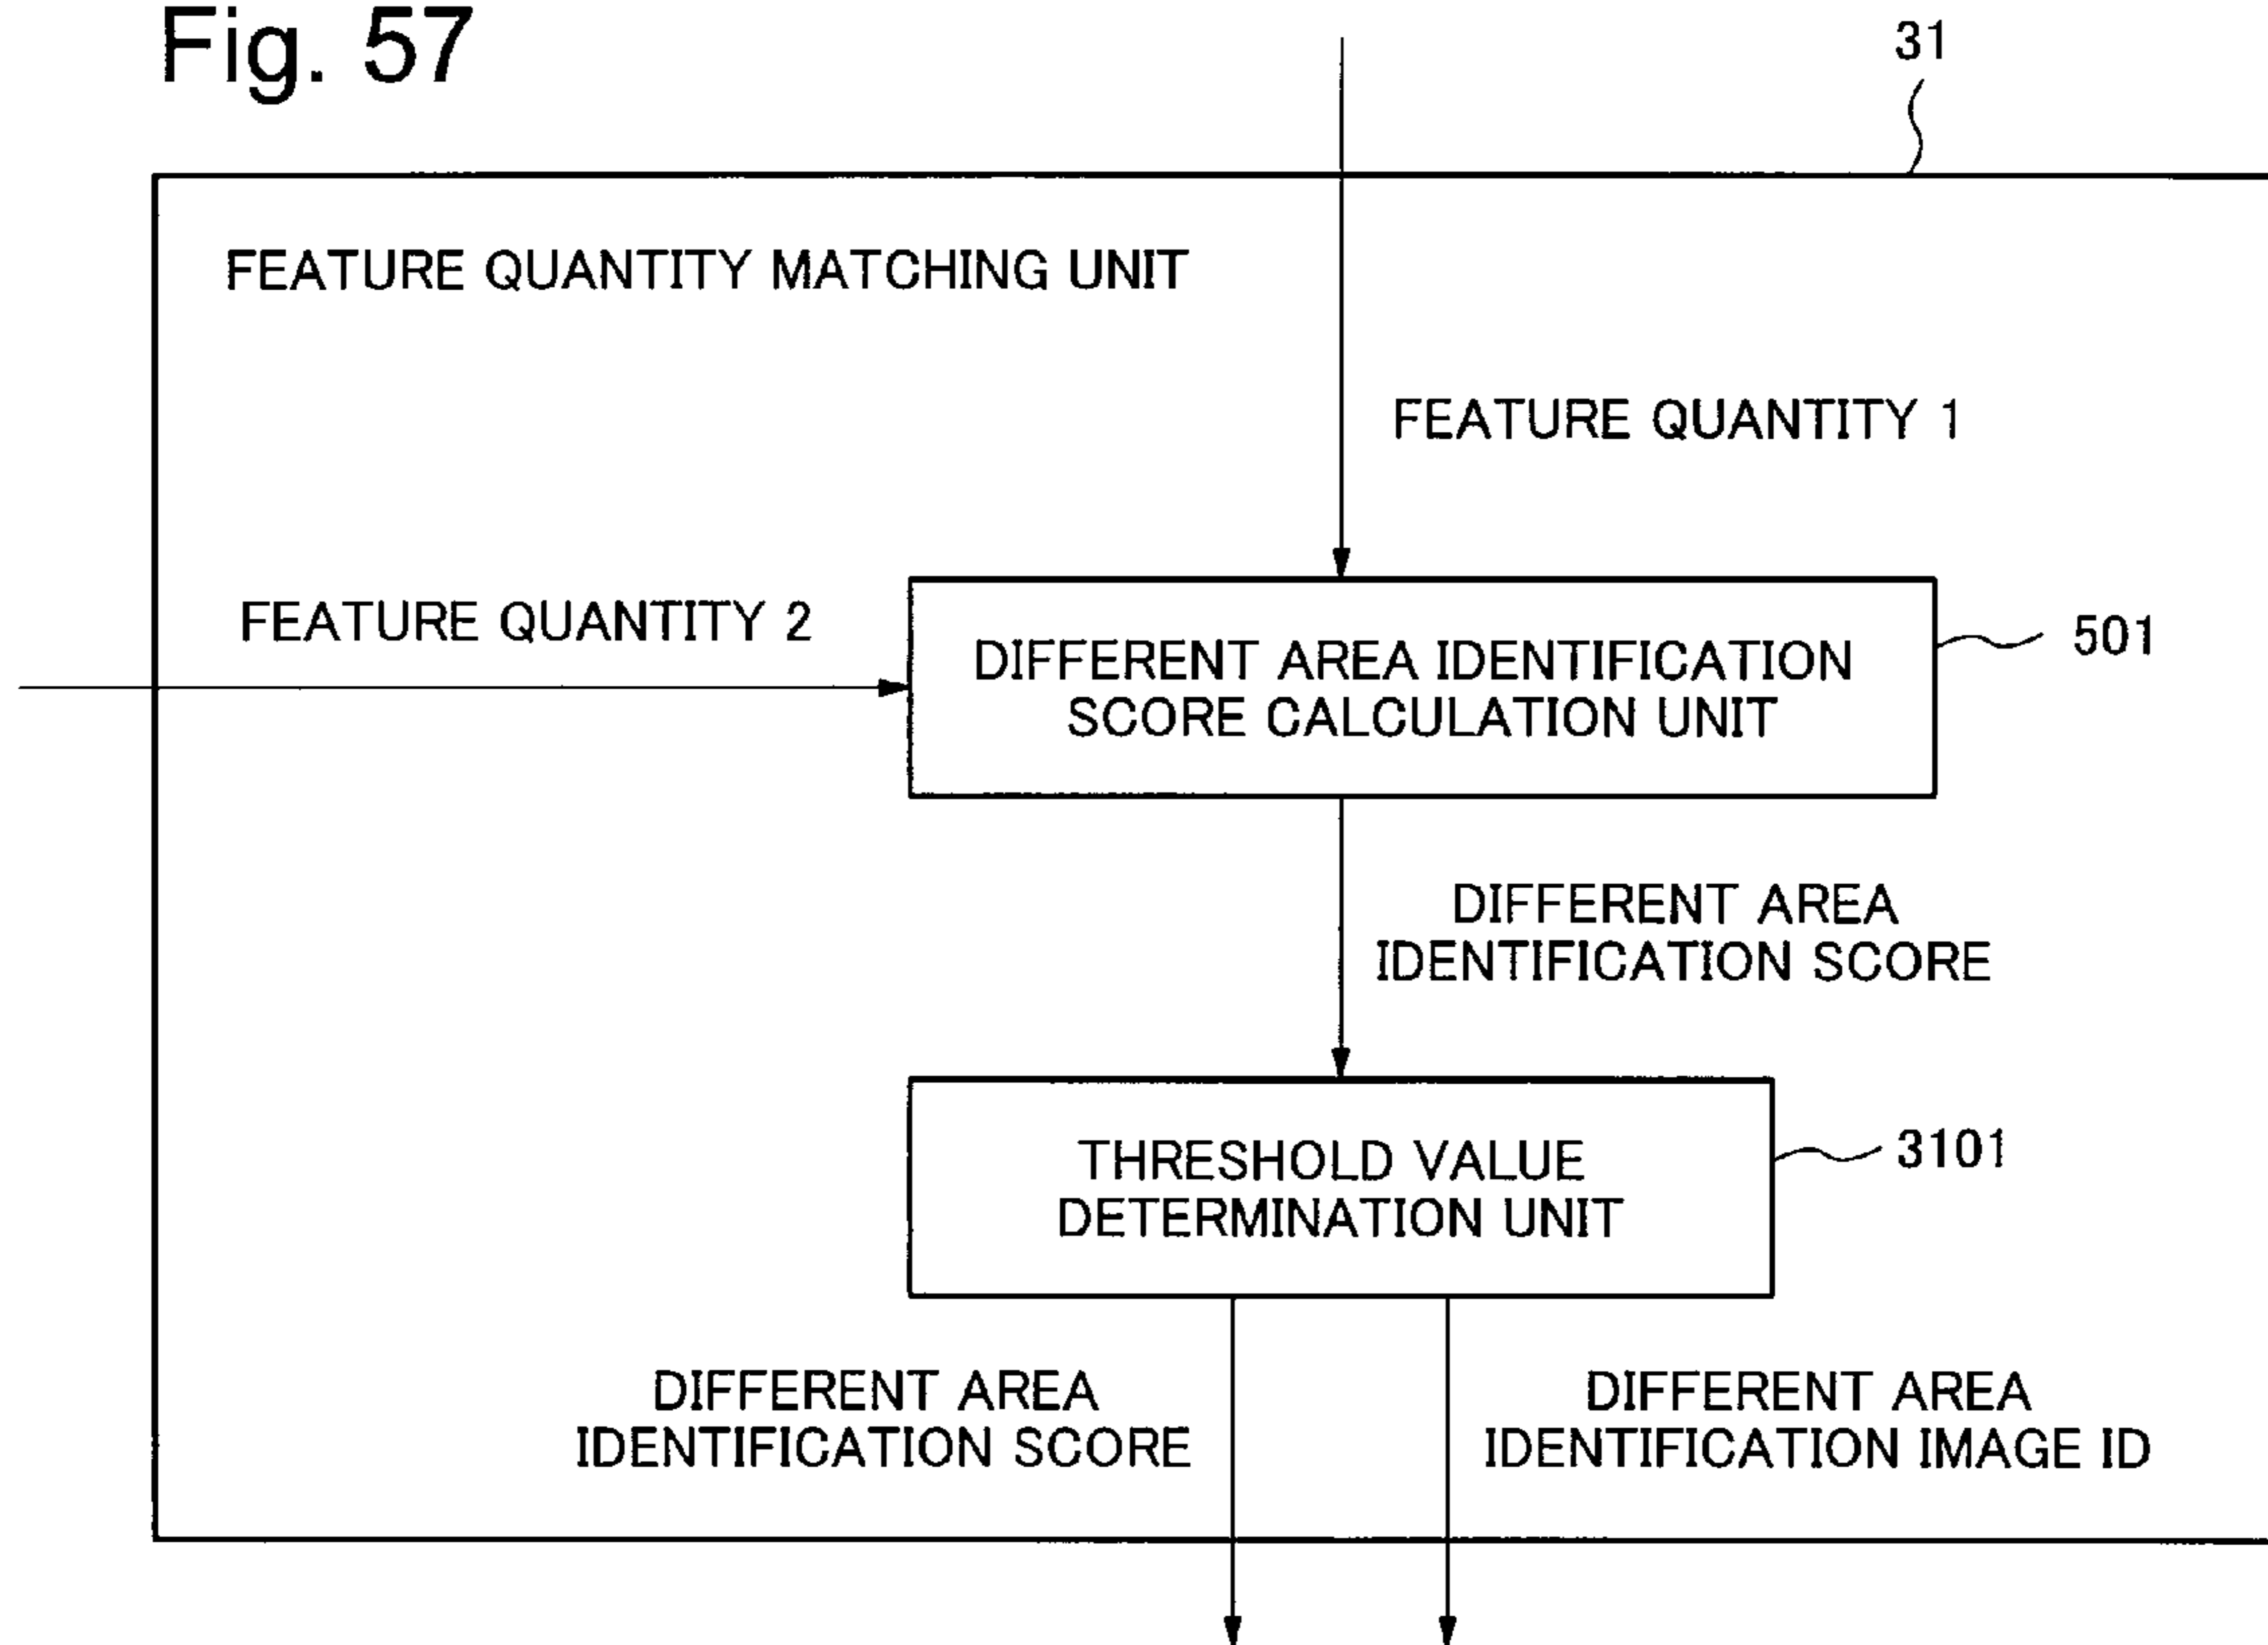 Fig. 57
31
FEATURE QUANTITY MATCHING UNIT
FEATURE QUANTITY 1
FEATURE QUANTITY 2
DIFFERENT AREA IDENTIFICATION
SCORE CALCULATION UNIT
501
DIFFERENT AREA
IDENTIFICATION SCORE
THRESHOLD VALUE
DETERMINATION UNIT
3101
DIFFERENT AREA
IDENTIFICATION SCORE
DIFFERENT AREA
IDENTIFICATION IMAGE ID